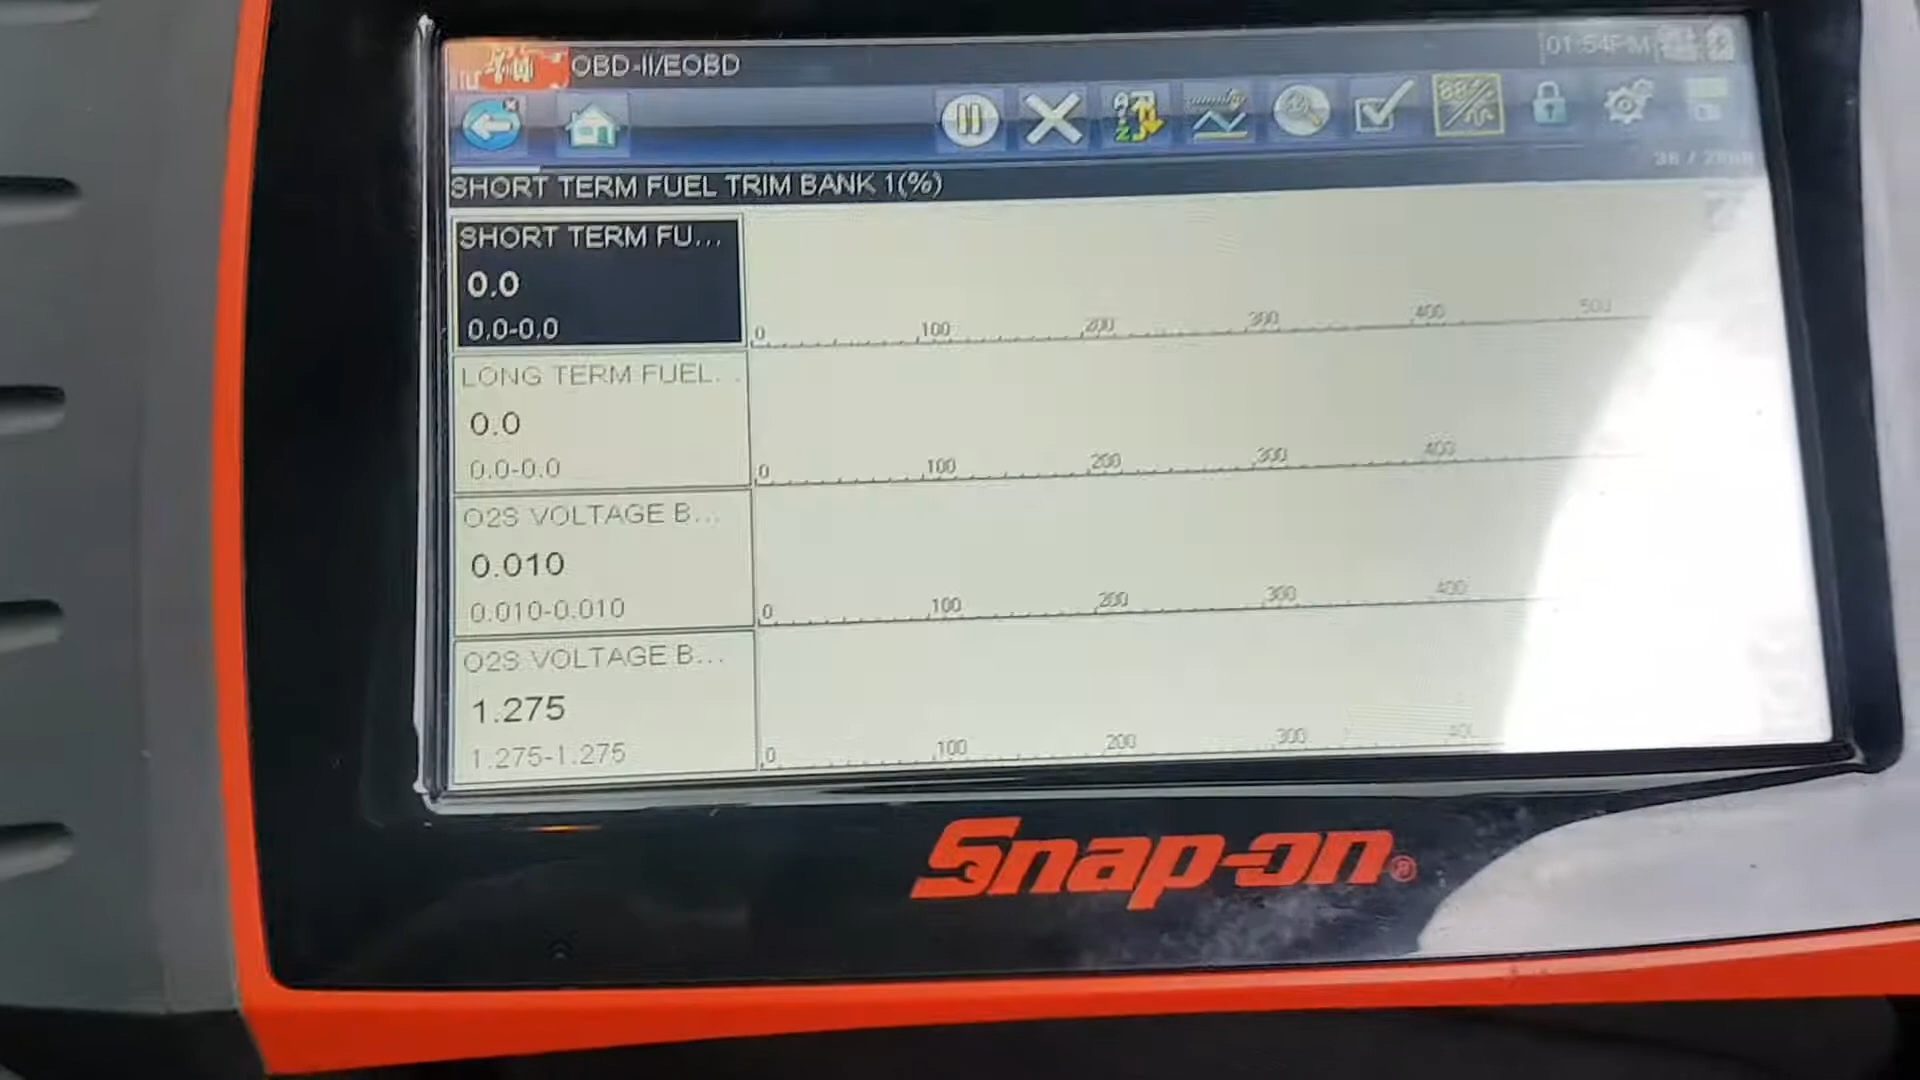 OBD-II/EOBD
01:54PM
SHORT TERM FUEL TRIM BANK 1(%)
SHORT TERM FU...
0.0
0.0-0.0
0 100 200 300 400 500
LONG TERM FUEL...
0.0
0.0-0.0
0 100 200 300 400
O2S VOLTAGE B...
0.010
0.010-0.010
0 100 200 300 400
O2S VOLTAGE B...
1.275
1.275-1.275
0 100 200 300
Snap-on®